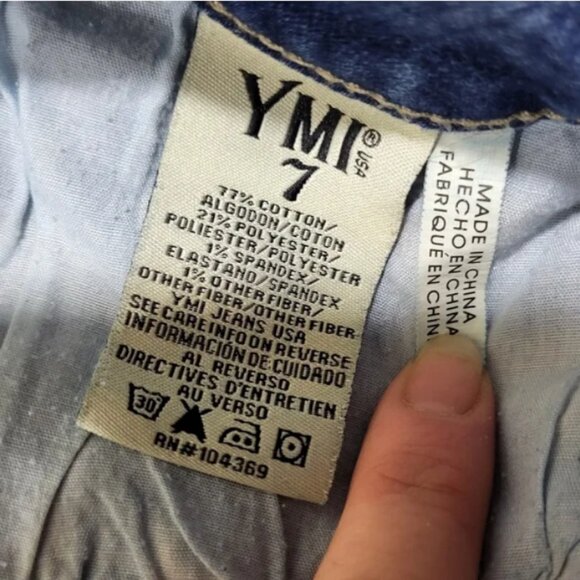 YMI® USA
7
77% COTTON/
ALGODON/COTON
21% POLYESTER/
POLIESTER/POLYESTER
1% SPANDEX/
ELASTANO/SPANDEX
1% OTHER FIBER/
OTHER FIBER/OTHER FIBER
YMI JEANS USA
SEE CARE INFO ON REVERSE
INFORMACIÓN DE CUIDADO
AL REVERSO
DIRECTIVES D'ENTRETIEN
AU VERSO
30
RN#104369
MADE IN CHINA
HECHO EN CHINA
FABRIQUÉ EN CHIN